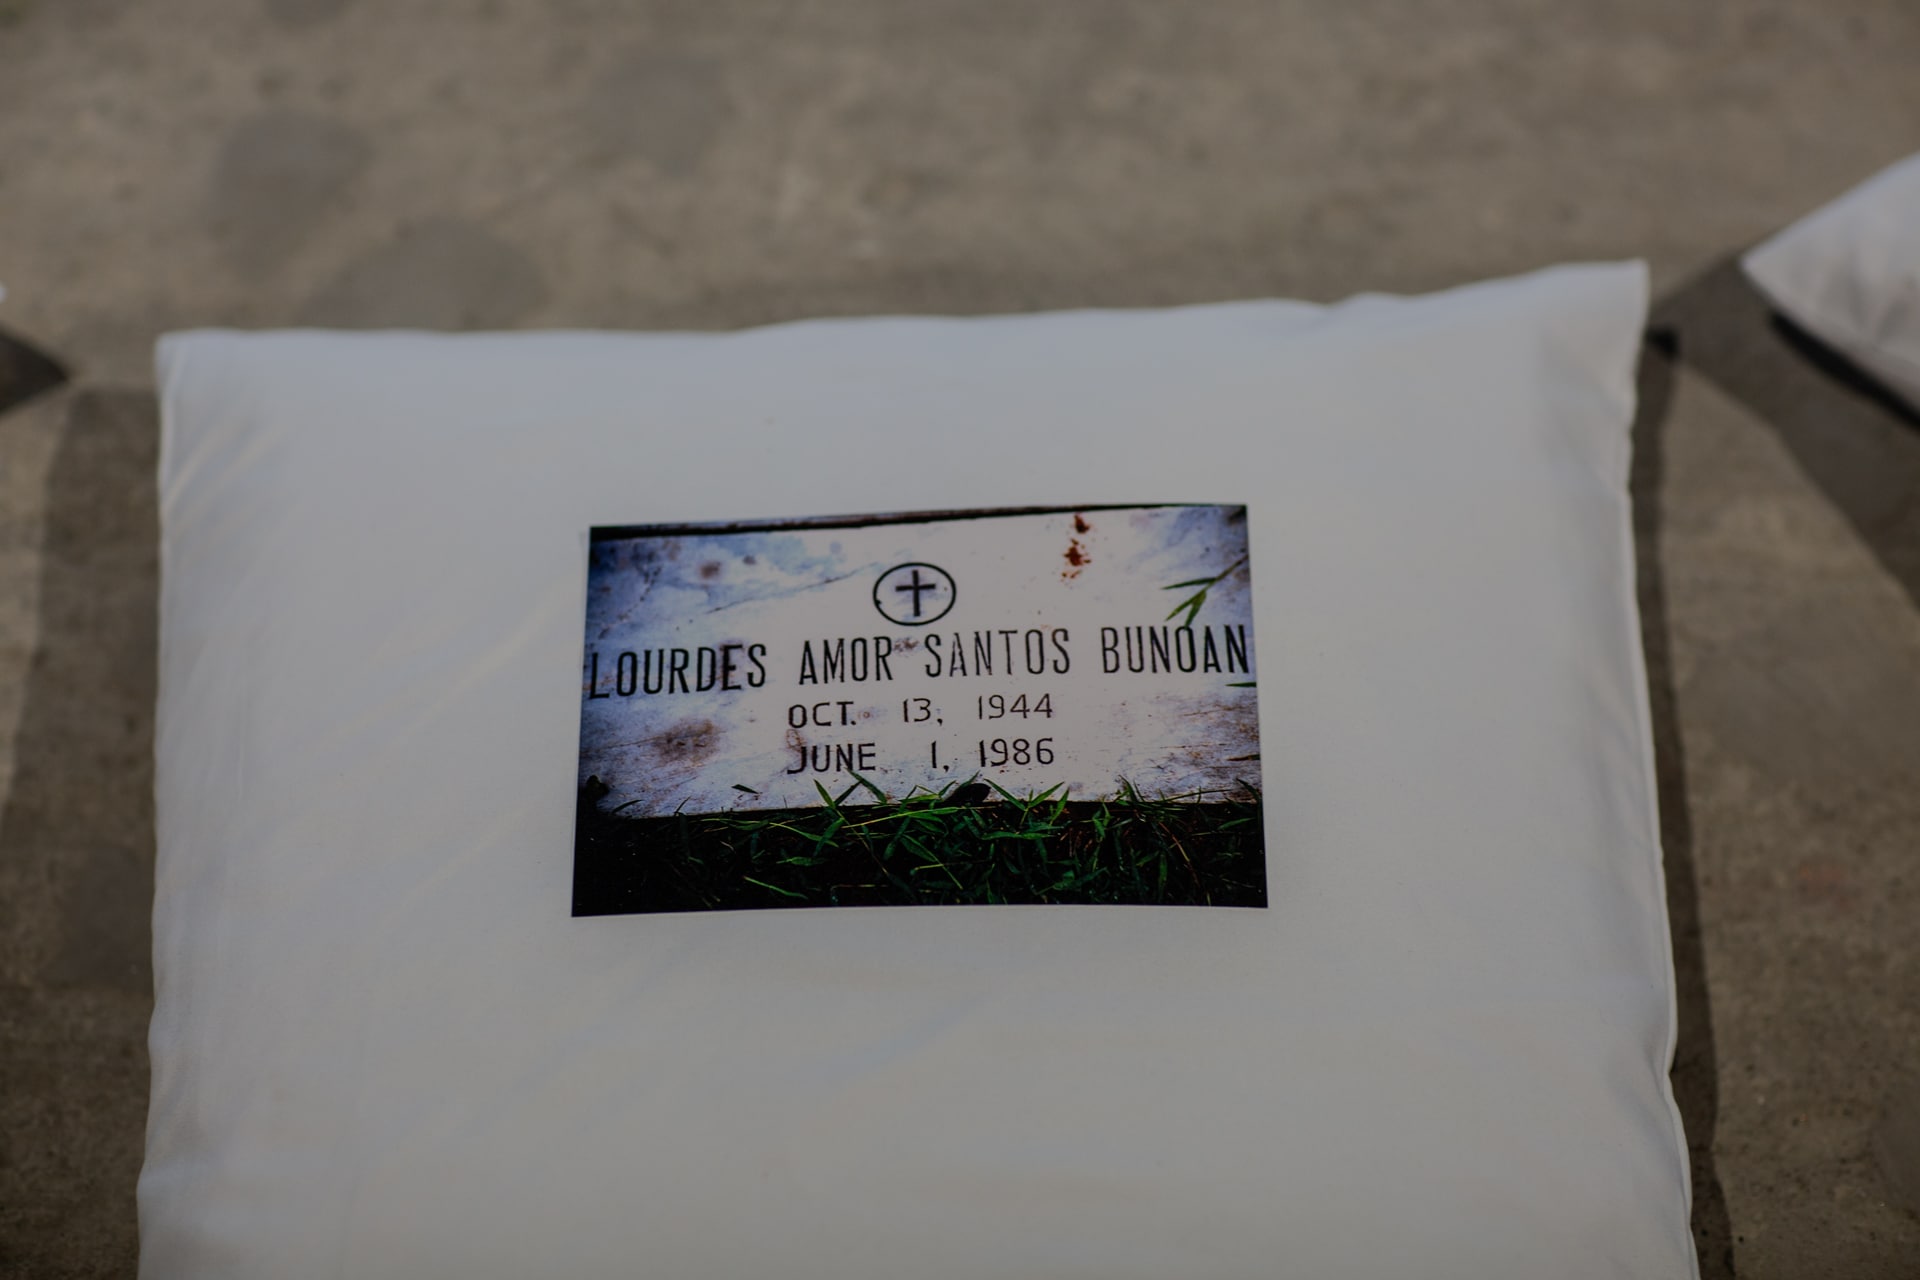 LOURDES AMOR SANTOS BUNOAN
OCT. 13, 1944
JUNE 1, 1986